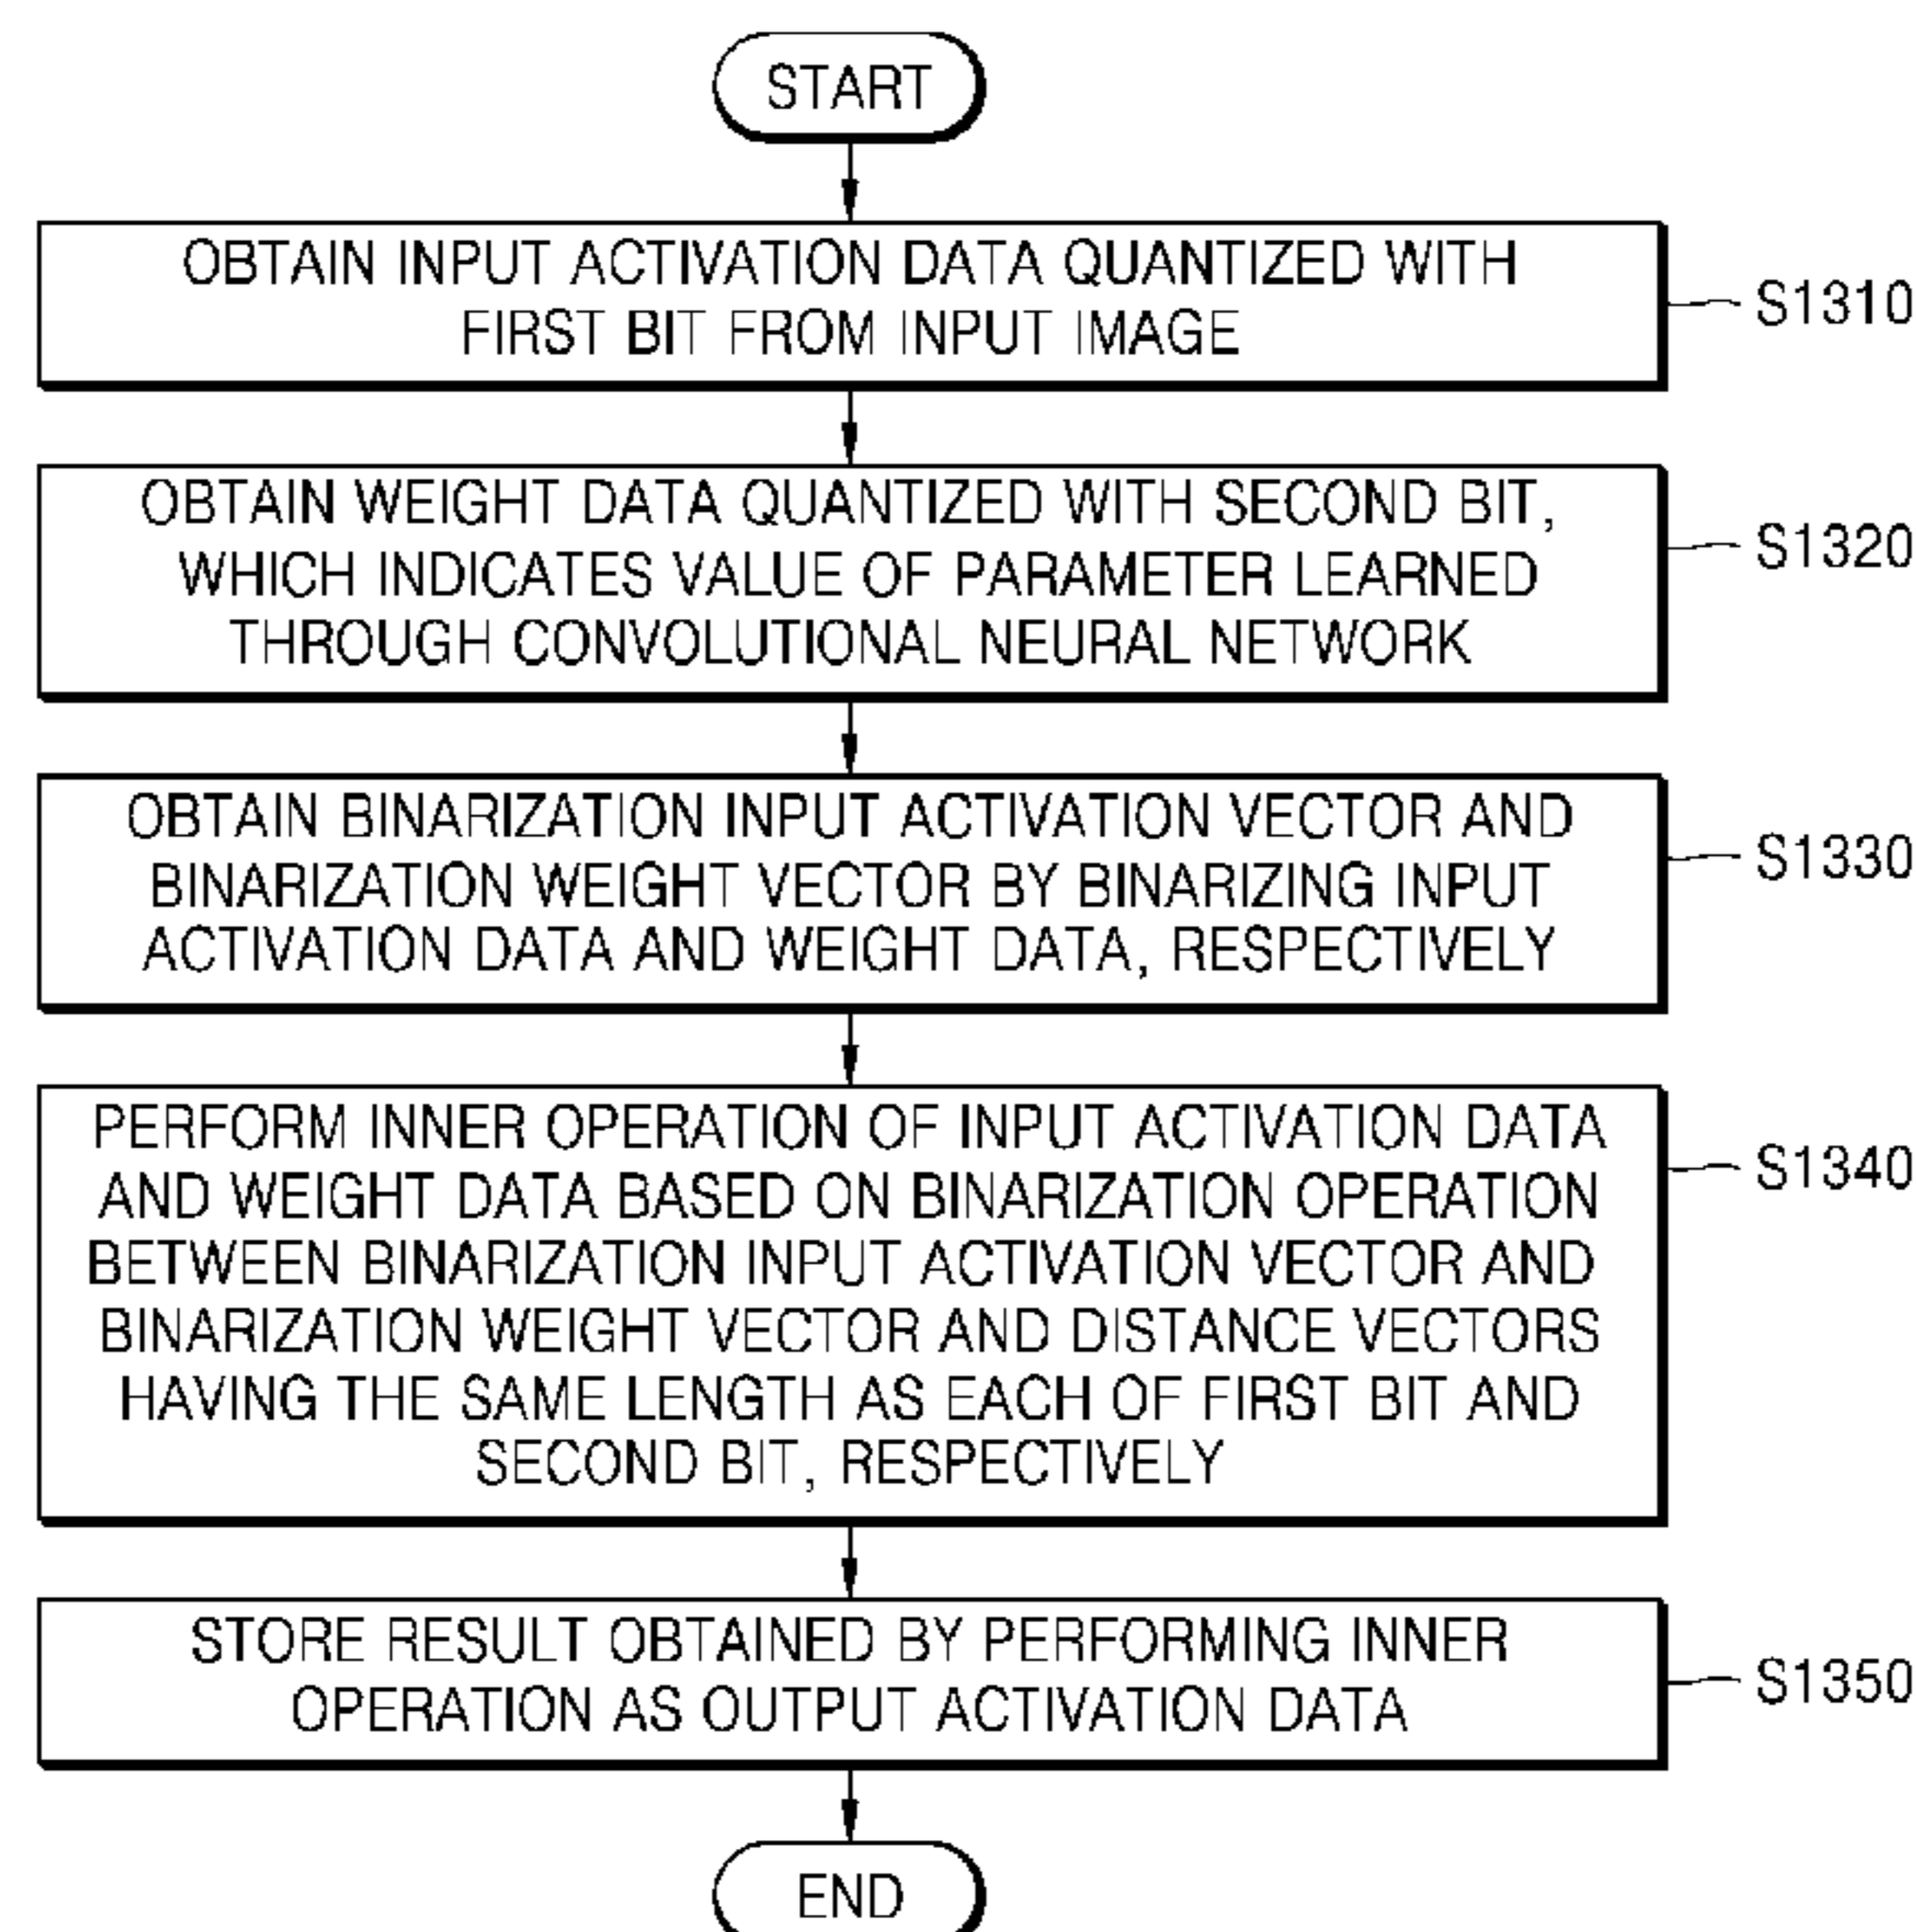 START
OBTAIN INPUT ACTIVATION DATA QUANTIZED WITH
FIRST BIT FROM INPUT IMAGE
S1310
OBTAIN WEIGHT DATA QUANTIZED WITH SECOND BIT,
WHICH INDICATES VALUE OF PARAMETER LEARNED
THROUGH CONVOLUTIONAL NEURAL NETWORK
S1320
OBTAIN BINARIZATION INPUT ACTIVATION VECTOR AND
BINARIZATION WEIGHT VECTOR BY BINARIZING INPUT
ACTIVATION DATA AND WEIGHT DATA, RESPECTIVELY
S1330
PERFORM INNER OPERATION OF INPUT ACTIVATION DATA
AND WEIGHT DATA BASED ON BINARIZATION OPERATION
BETWEEN BINARIZATION INPUT ACTIVATION VECTOR AND
BINARIZATION WEIGHT VECTOR AND DISTANCE VECTORS
HAVING THE SAME LENGTH AS EACH OF FIRST BIT AND
SECOND BIT, RESPECTIVELY
S1340
STORE RESULT OBTAINED BY PERFORMING INNER
OPERATION AS OUTPUT ACTIVATION DATA
S1350
END